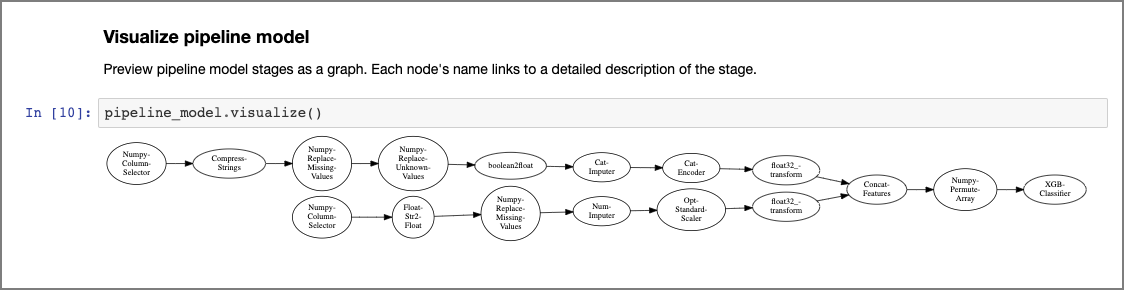 Visualize pipeline model
Preview pipeline model stages as a graph. Each node's name links to a detailed description of the stage.
In [10]: pipeline_model.visualize()
Numpy-
Column-
Selector
Compress-
Strings
Numpy-
Replace-
Missing-
Values
Numpy-
Replace-
Unknown-
Values
boolean2float
Cat-
Imputer
Cat-
Encoder
float32_-
transform
Numpy-
Column-
Selector
Float-
Str2-
Float
Numpy-
Replace-
Missing-
Values
Num-
Imputer
Opt-
Standard-
Scaler
float32_-
transform
Concat-
Features
Numpy-
Permute-
Array
XGB-
Classifier